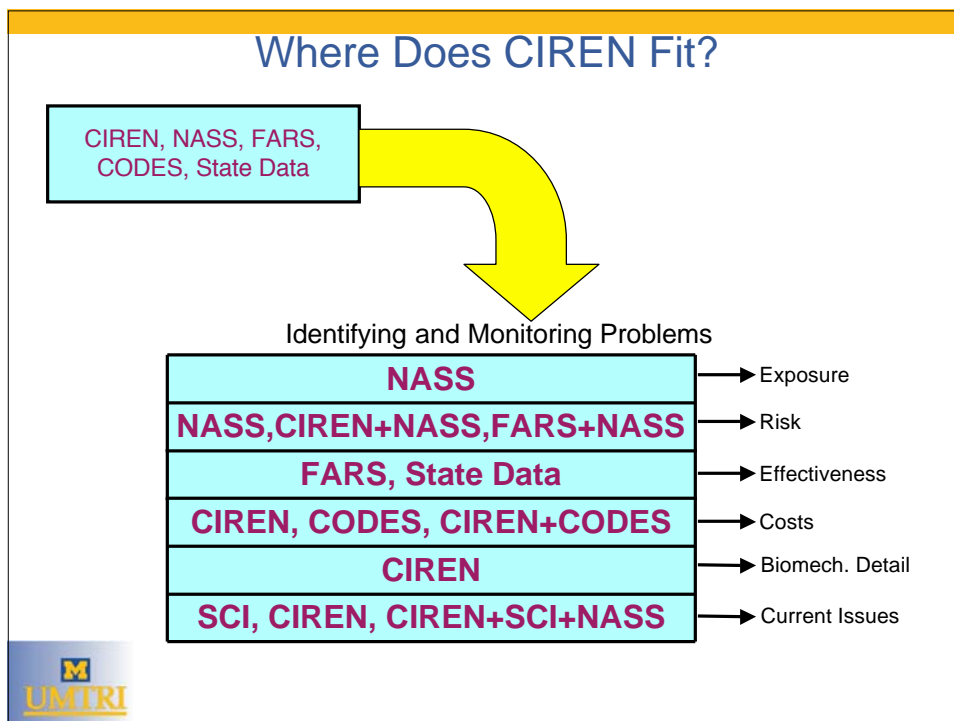 Where Does CIREN Fit?
CIREN, NASS, FARS,
CODES, State Data
Identifying and Monitoring Problems
NASS
Exposure
NASS,CIREN+NASS,FARS+NASS
Risk
FARS, State Data
Effectiveness
CIREN, CODES, CIREN+CODES
Costs
CIREN
Biomech. Detail
SCI, CIREN, CIREN+SCI+NASS
Current Issues
M
UMTRI